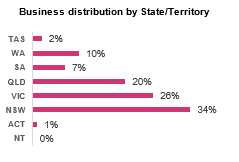 Business distribution by State/Territory
TAS 2%
WA 10%
SA 7%
QLD 20%
VIC 26%
NSW 34%
ACT 1%
NT 0%